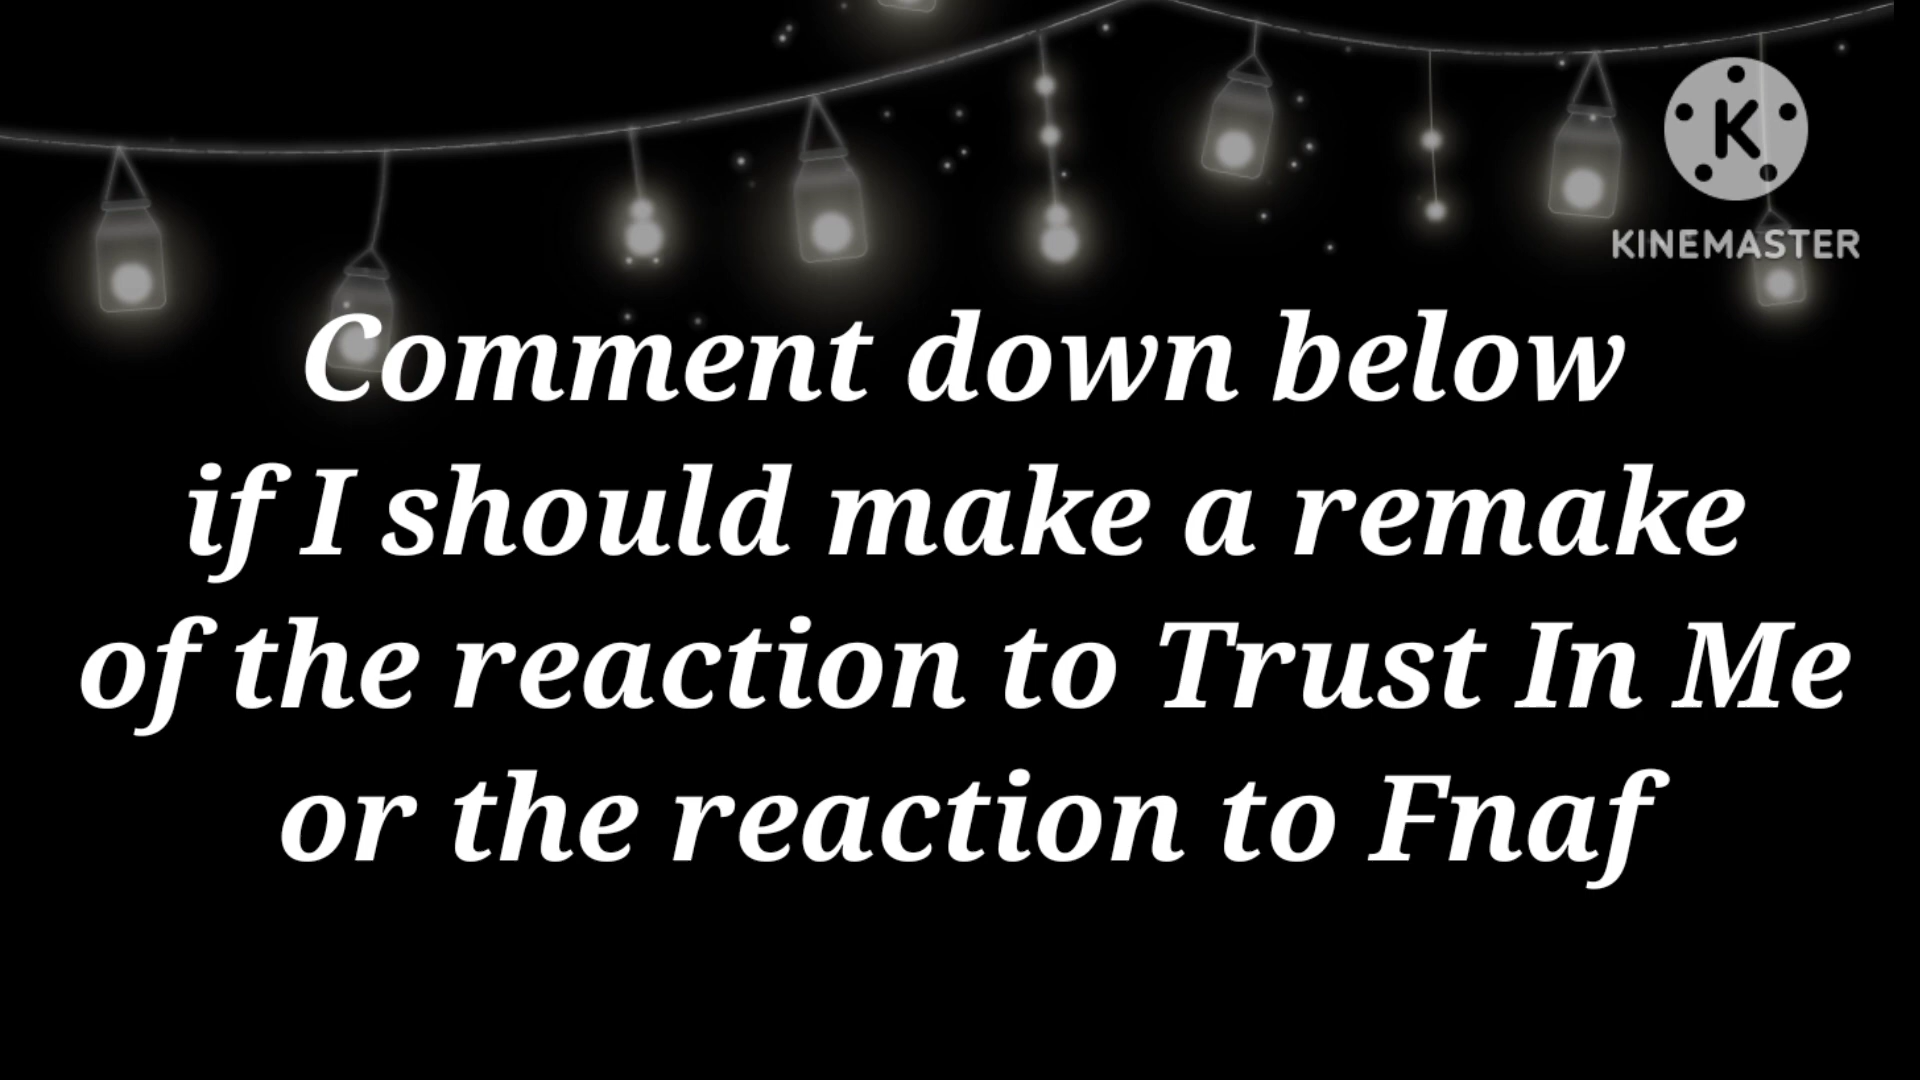 K
KINEMASTER
Comment down below
if I should make a remake
of the reaction to Trust In Me
or the reaction to Fnaf